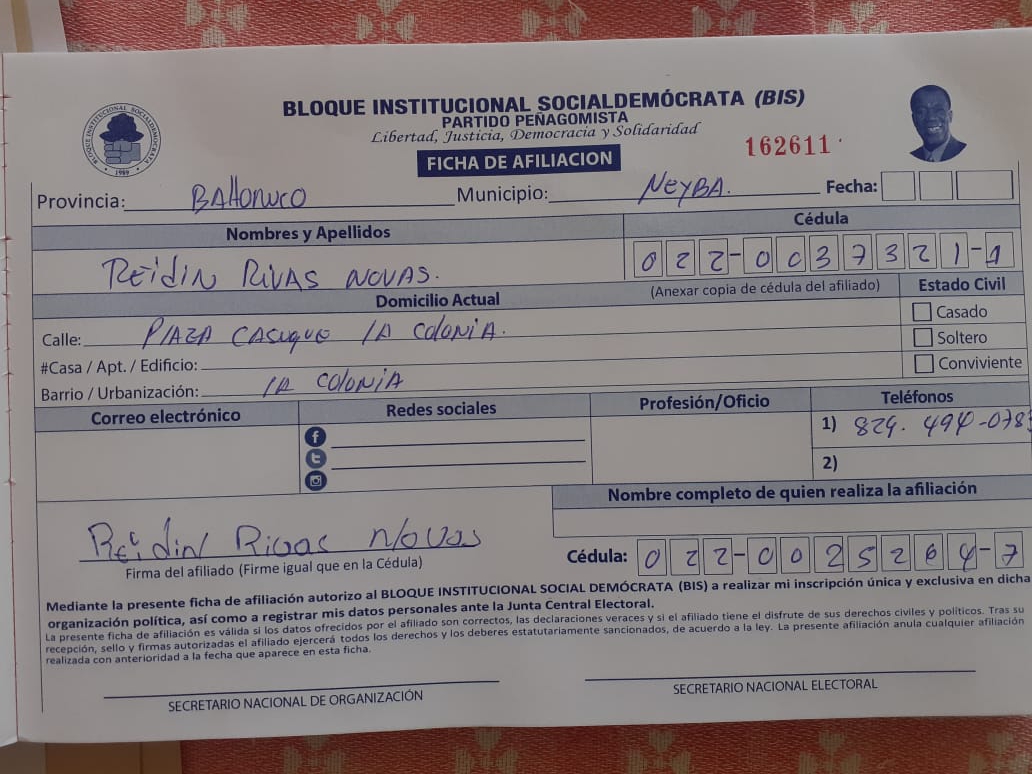 BLOQUE INSTITUCIONAL SOCIALDEMÓCRATA (BIS)
PARTIDO PEÑAGOMISTA
Libertad, Justicia, Democracia y Solidaridad
BLOQUE INSTITUCIONAL SOCIALDEMOCRATA
1989
162611
FICHA DE AFILIACION
Provincia: BAHORUCO Municipio: NEYBA. Fecha:
Nombres y Apellidos Cédula
REIDIN RIVAS NOVAS. 022-0037321-1
Domicilio Actual (Anexar copia de cédula del afiliado) Estado Civil
Calle: PLAZA CASIQUE LA COLONIA. Casado
Soltero
#Casa / Apt. / Edificio: Conviviente
Barrio / Urbanización: LA COLONIA
Correo electrónico Redes sociales Profesión/Oficio Teléfonos
1) 829. 494-0783
2)
Nombre completo de quien realiza la afiliación
Reidin Rivas Novas
Firma del afiliado (Firme igual que en la Cédula) Cédula: 022-0025264-7
Mediante la presente ficha de afiliación autorizo al BLOQUE INSTITUCIONAL SOCIAL DEMÓCRATA (BIS) a realizar mi inscripción única y exclusiva en dicha
organización política, así como a registrar mis datos personales ante la Junta Central Electoral.
La presente ficha de afiliación es válida si los datos ofrecidos por el afiliado son correctos, las declaraciones veraces y si el afiliado tiene el disfrute de sus derechos civiles y políticos. Tras su
recepción, sello y firmas autorizadas el afiliado ejercerá todos los derechos y los deberes estatutariamente sancionados, de acuerdo a la ley. La presente afiliación anula cualquier afiliación
realizada con anterioridad a la fecha que aparece en esta ficha.
SECRETARIO NACIONAL DE ORGANIZACIÓN SECRETARIO NACIONAL ELECTORAL